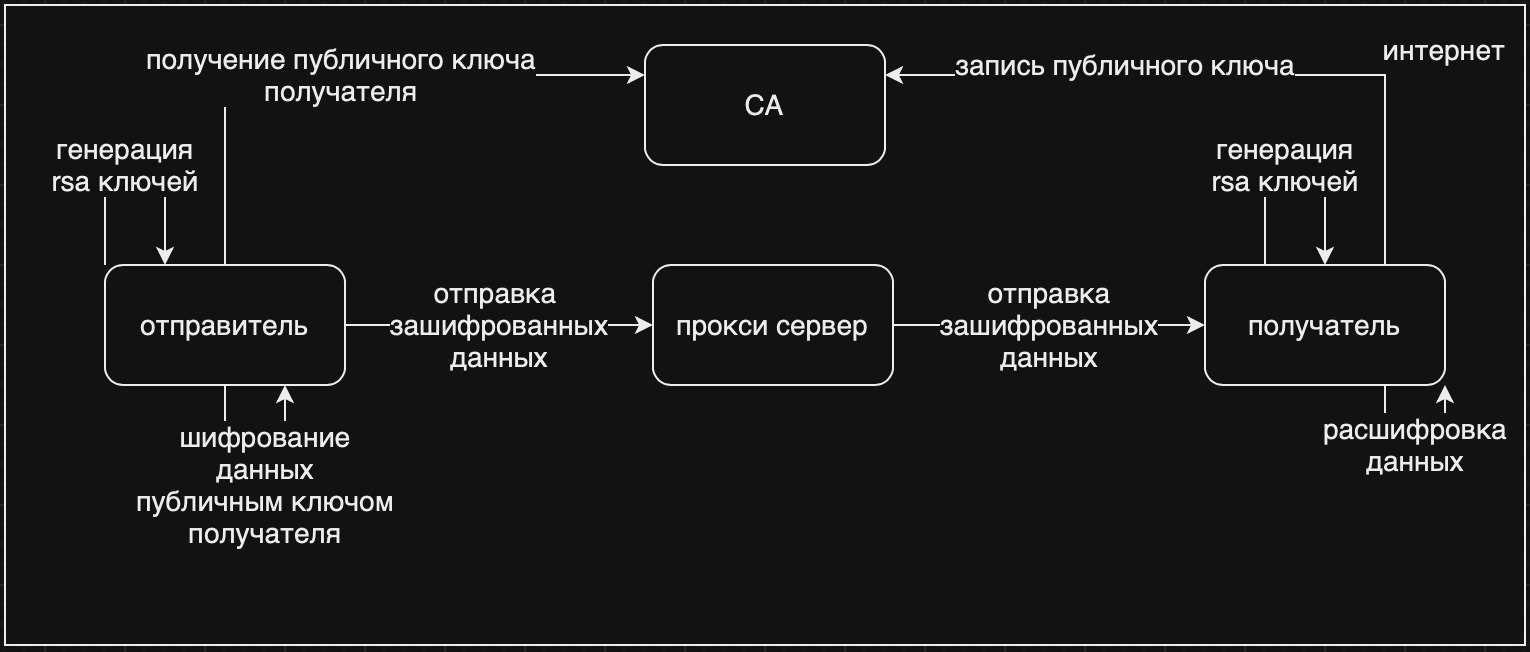 получение публичного ключа
получателя
CA
запись публичного ключа
интернет
генерация
rsa ключей
генерация
rsa ключей
отправитель
отправка
зашифрованных
данных
прокси сервер
отправка
зашифрованных
данных
получатель
шифрование
данных
публичным ключом
получателя
расшифровка
данных